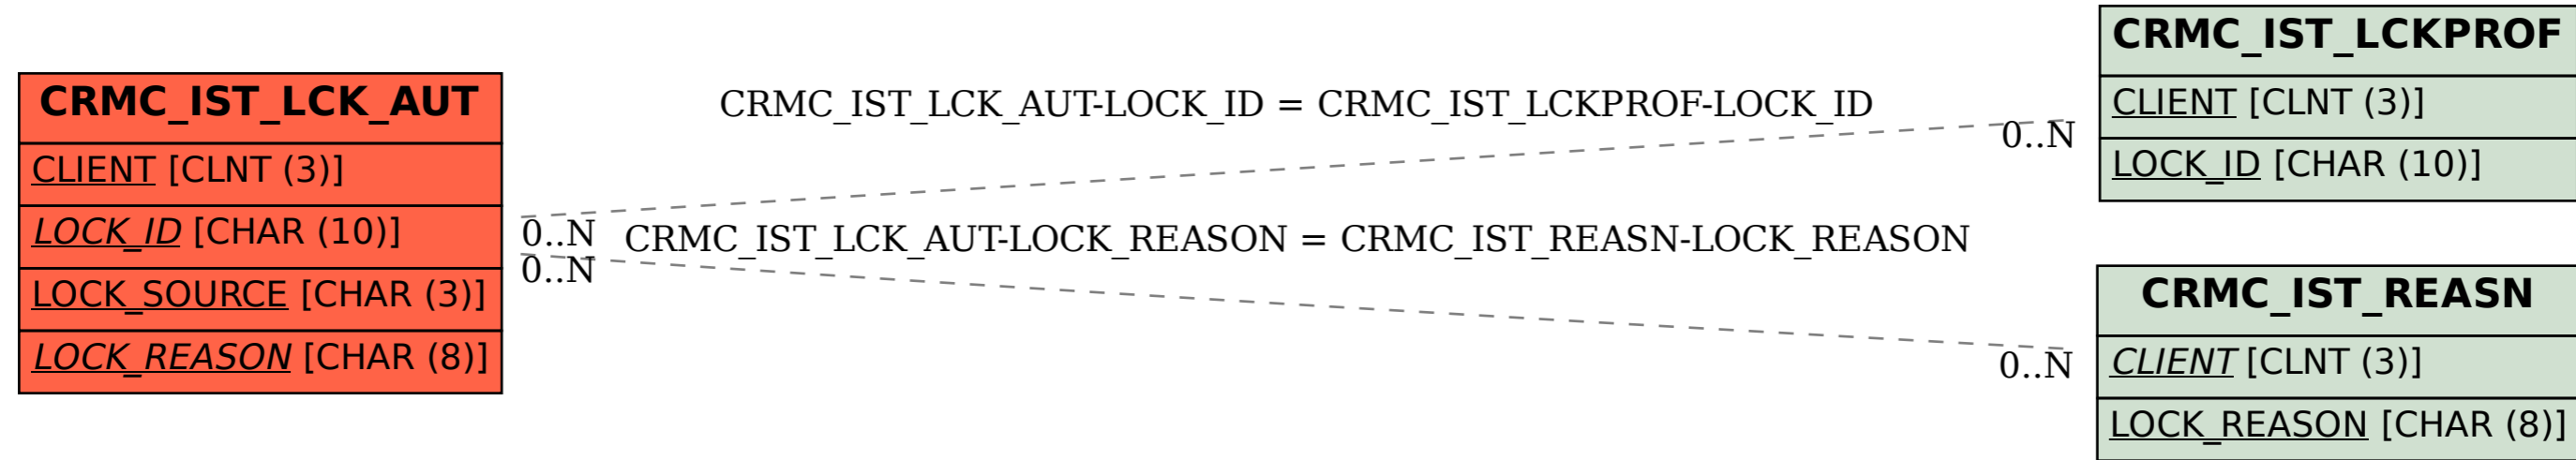 CRMC_IST_LCK_AUT
CLIENT [CLNT (3)]
LOCK_ID [CHAR (10)]
LOCK_SOURCE [CHAR (3)]
LOCK_REASON [CHAR (8)]
CRMC_IST_LCK_AUT-LOCK_ID = CRMC_IST_LCKPROF-LOCK_ID
0..N
0..N
CRMC_IST_LCK_AUT-LOCK_REASON = CRMC_IST_REASN-LOCK_REASON
0..N
0..N
CRMC_IST_LCKPROF
CLIENT [CLNT (3)]
LOCK_ID [CHAR (10)]
CRMC_IST_REASN
CLIENT [CLNT (3)]
LOCK_REASON [CHAR (8)]